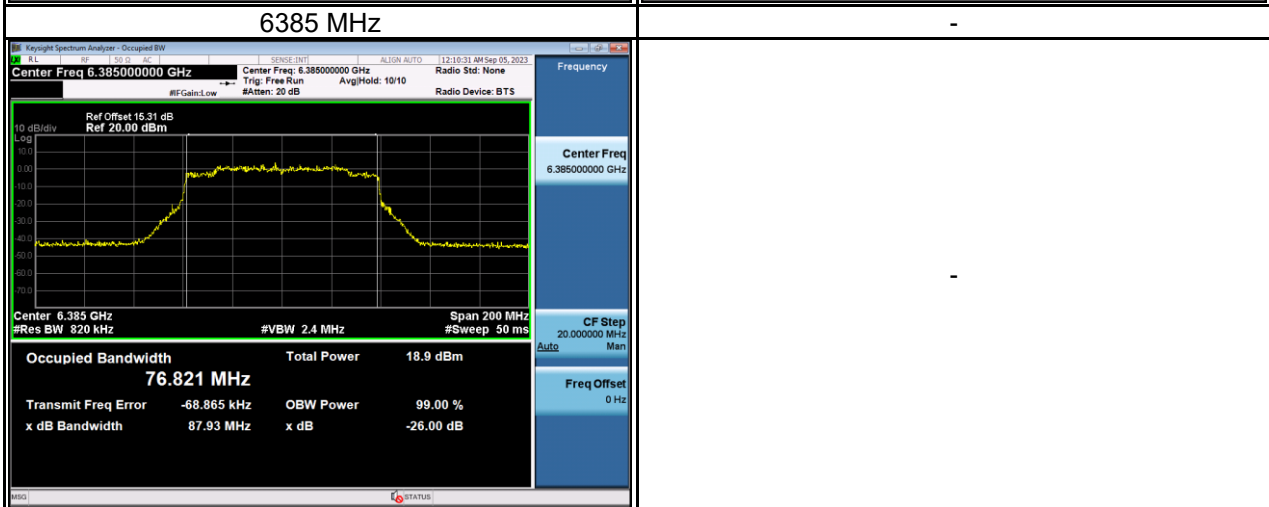 6385 MHz -
Keysight Spectrum Analyzer - Occupied BW
RL RF 50 Ω AC SENSE:INT ALIGN AUTO 12:10:31 AM Sep 05, 2023
Center Freq 6.385000000 GHz Center Freq: 6.385000000 GHz Radio Std: None Frequency
Trig: Free Run Avg|Hold: 10/10
#IFGain:Low #Atten: 20 dB Radio Device: BTS
Ref Offset 15.31 dB
10 dB/div Ref 20.00 dBm
Log
10.0
0.00
-10.0
-20.0
-30.0
-40.0
-50.0
-60.0
-70.0
Center Freq
6.385000000 GHz
-
Center 6.385 GHz Span 200 MHz
#Res BW 820 kHz #VBW 2.4 MHz #Sweep 50 ms
CF Step
20.000000 MHz
Auto Man
Occupied Bandwidth Total Power 18.9 dBm
76.821 MHz
Freq Offset
0 Hz
Transmit Freq Error -68.865 kHz OBW Power 99.00 %
x dB Bandwidth 87.93 MHz x dB -26.00 dB
MSG STATUS